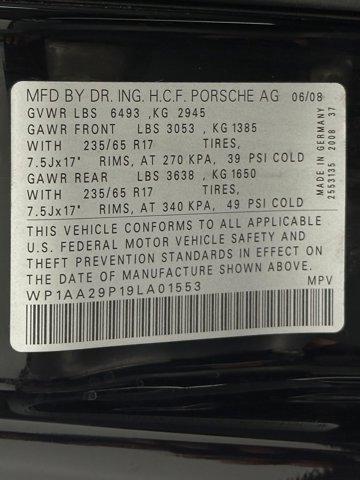 MFD BY DR. ING. H.C.F. PORSCHE AG 06/08
GVWR LBS 6493 ,KG 2945
GAWR FRONT LBS 3053 , KG 1385
WITH 235/65 R17 TIRES,
7.5Jx17" RIMS, AT 270 KPA, 39 PSI COLD
GAWR REAR LBS 3638 , KG 1650
WITH 235/65 R17 TIRES,
7.5Jx17" RIMS, AT 340 KPA, 49 PSI COLD
THIS VEHICLE CONFORMS TO ALL APPLICABLE
U.S. FEDERAL MOTOR VEHICLE SAFETY AND
THEFT PREVENTION STANDARDS IN EFFECT ON
THE DATE OF MANUFACTURE SHOWN ABOVE.
WP1AA29P19LA01553 MPV
MADE IN GERMANY
2553135 2008 37